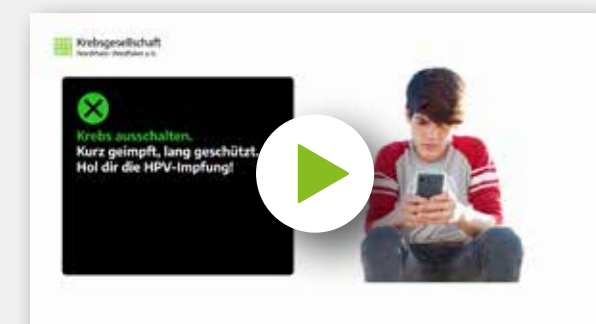 Krebsgesellschaft
Nordrhein-Westfalen e.V.
Krebs ausschalten.
Kurz geimpft, lang geschützt.
Hol dir die HPV-Impfung!